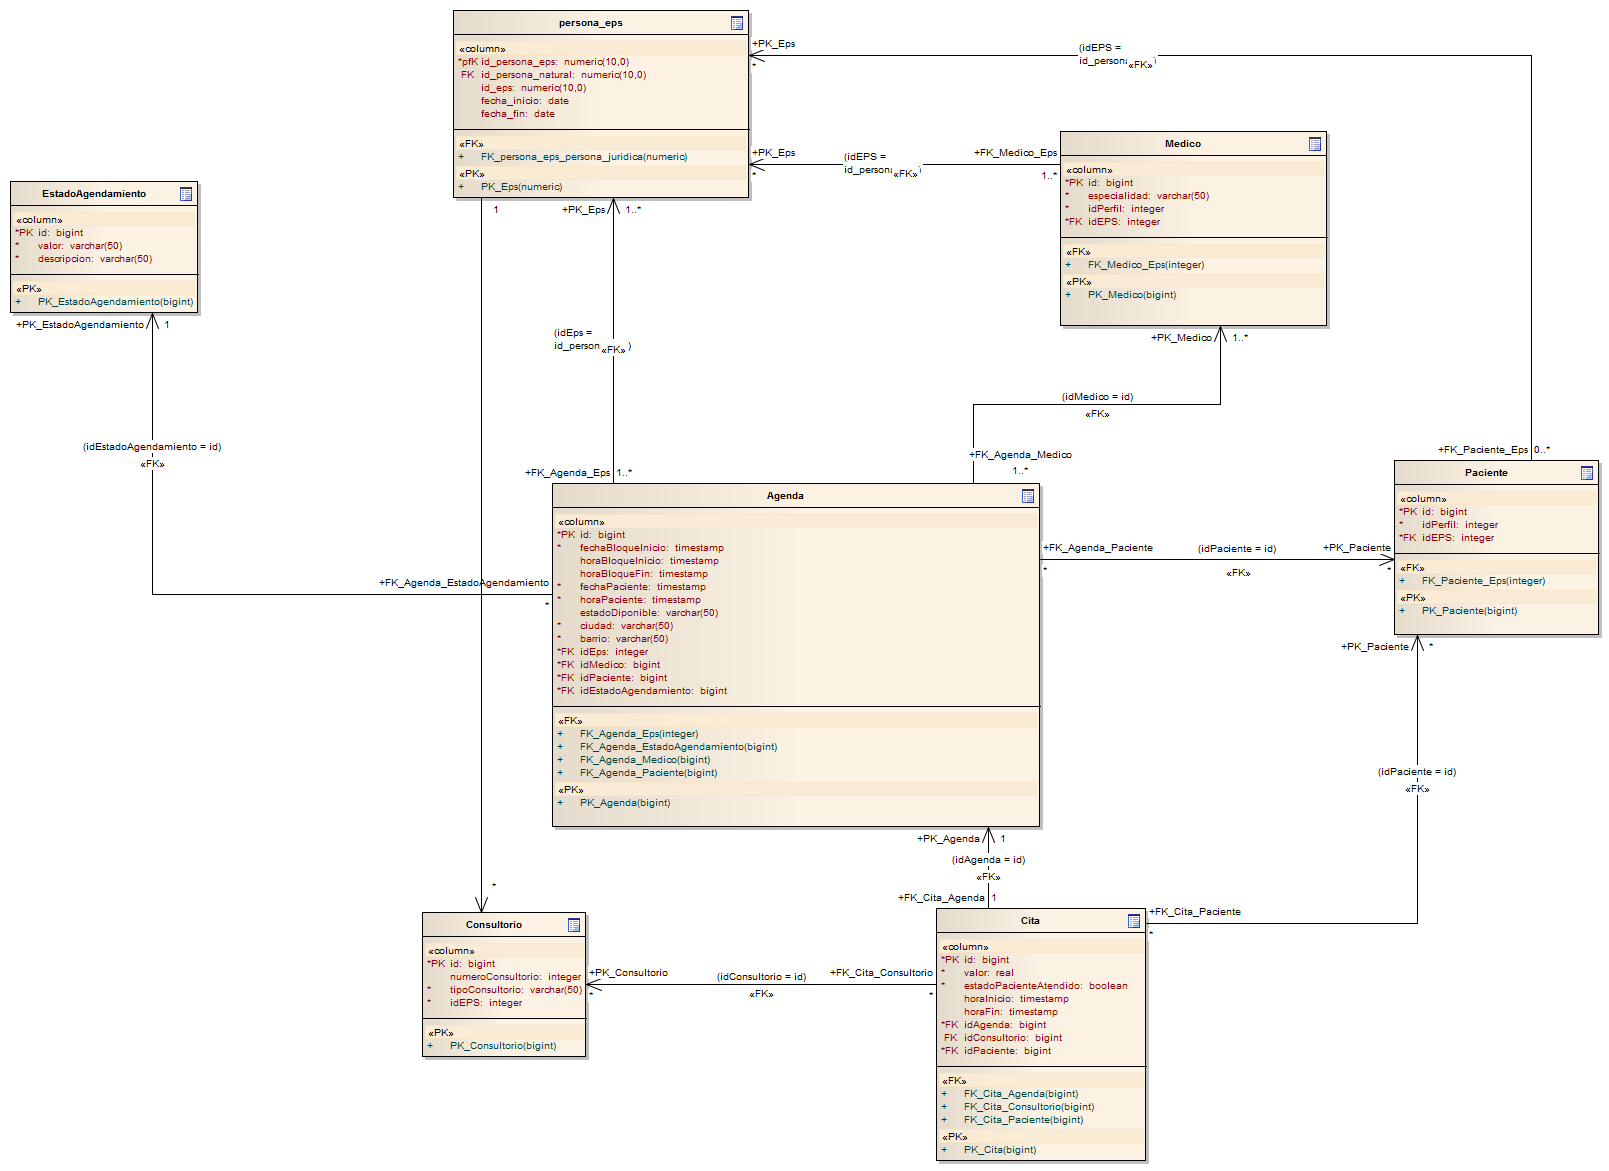 persona_eps
«column»
*pfK id_persona_eps: numeric(10,0)
FK id_persona_natural: numeric(10,0)
id_eps: numeric(10,0)
fecha_inicio: date
fecha_fin: date
«FK»
+ FK_persona_eps_persona_juridica(numeric)
«PK»
+ PK_Eps(numeric)
+PK_Eps
*
(idEPS =
id_person
«FK»
+PK_Eps
*
(idEPS =
id_person
«FK»
)
+FK_Medico_Eps
1..*
Medico
«column»
*PK id: bigint
* especialidad: varchar(50)
* idPerfil: integer
*FK idEPS: integer
«FK»
+ FK_Medico_Eps(integer)
«PK»
+ PK_Medico(bigint)
EstadoAgendamiento
«column»
*PK id: bigint
* valor: varchar(50)
* descripcion: varchar(50)
«PK»
+ PK_EstadoAgendamiento(bigint)
+PK_EstadoAgendamiento
1
1
+PK_Eps
1..*
(idEps =
id_person
«FK»
)
+PK_Medico
1..*
(idMedico = id)
«FK»
(idEstadoAgendamiento = id)
«FK»
+FK_Agenda_Medico
1..*
+FK_Agenda_Eps
1..*
+FK_Paciente_Eps
0..*
Paciente
«column»
*PK id: bigint
* idPerfil: integer
*FK idEPS: integer
«FK»
+ FK_Paciente_Eps(integer)
«PK»
+ PK_Paciente(bigint)
Agenda
«column»
*PK id: bigint
* fechaBloqueInicio: timestamp
horaBloqueInicio: timestamp
horaBloqueFin: timestamp
* fechaPaciente: timestamp
* horaPaciente: timestamp
estadoDiponible: varchar(50)
* ciudad: varchar(50)
* barrio: varchar(50)
*FK idEps: integer
*FK idMedico: bigint
*FK idPaciente: bigint
*FK idEstadoAgendamiento: bigint
«FK»
+ FK_Agenda_Eps(integer)
+ FK_Agenda_EstadoAgendamiento(bigint)
+ FK_Agenda_Medico(bigint)
+ FK_Agenda_Paciente(bigint)
«PK»
+ PK_Agenda(bigint)
+FK_Agenda_EstadoAgendamiento
*
+FK_Agenda_Paciente
*
(idPaciente = id)
«FK»
+PK_Paciente
*
+PK_Paciente
*
(idPaciente = id)
«FK»
+PK_Agenda
1
(idAgenda = id)
«FK»
+FK_Cita_Agenda
1
*
+FK_Cita_Paciente
*
Consultorio
«column»
*PK id: bigint
numeroConsultorio: integer
* tipoConsultorio: varchar(50)
* idEPS: integer
«PK»
+ PK_Consultorio(bigint)
+PK_Consultorio
*
(idConsultorio = id)
«FK»
+FK_Cita_Consultorio
*
Cita
«column»
*PK id: bigint
* valor: real
* estadoPacienteAtendido: boolean
horaInicio: timestamp
horaFin: timestamp
*FK idAgenda: bigint
FK idConsultorio: bigint
*FK idPaciente: bigint
«FK»
+ FK_Cita_Agenda(bigint)
+ FK_Cita_Consultorio(bigint)
+ FK_Cita_Paciente(bigint)
«PK»
+ PK_Cita(bigint)